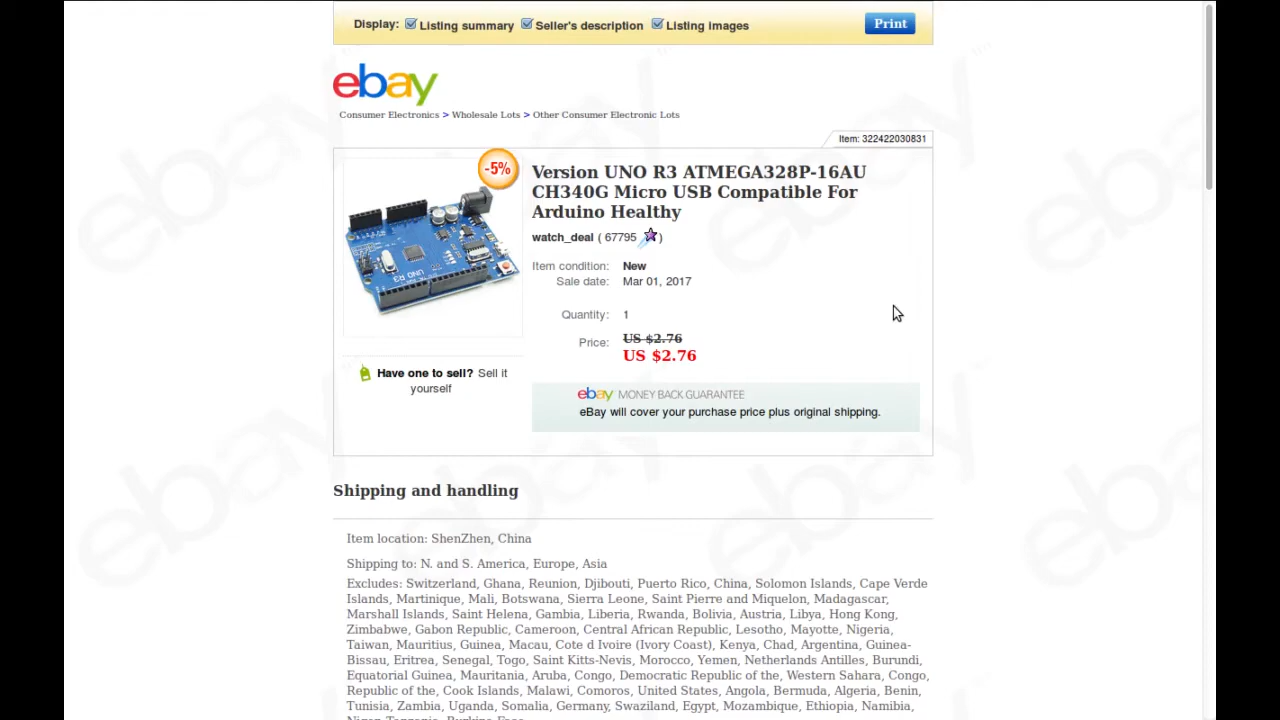 Display: Listing summary Seller's description Listing images Print
ebay
Consumer Electronics > Wholesale Lots > Other Consumer Electronic Lots
Item: 322422030831
-5%
Version UNO R3 ATMEGA328P-16AU
CH340G Micro USB Compatible For
Arduino Healthy
watch_deal ( 67795 )
Item condition: New
Sale date: Mar 01, 2017
Quantity: 1
Price: US $2.76
US $2.76
UNO R3
Have one to sell? Sell it
yourself
ebay MONEY BACK GUARANTEE
eBay will cover your purchase price plus original shipping.
Shipping and handling
Item location: ShenZhen, China
Shipping to: N. and S. America, Europe, Asia
Excludes: Switzerland, Ghana, Reunion, Djibouti, Puerto Rico, China, Solomon Islands, Cape Verde
Islands, Martinique, Mali, Botswana, Sierra Leone, Saint Pierre and Miquelon, Madagascar,
Marshall Islands, Saint Helena, Gambia, Liberia, Rwanda, Bolivia, Austria, Libya, Hong Kong,
Zimbabwe, Gabon Republic, Cameroon, Central African Republic, Lesotho, Mayotte, Nigeria,
Taiwan, Mauritius, Guinea, Macau, Cote d Ivoire (Ivory Coast), Kenya, Chad, Argentina, Guinea-
Bissau, Eritrea, Senegal, Togo, Saint Kitts-Nevis, Morocco, Yemen, Netherlands Antilles, Burundi,
Equatorial Guinea, Mauritania, Aruba, Congo, Democratic Republic of the, Western Sahara, Congo,
Republic of the, Cook Islands, Malawi, Comoros, United States, Angola, Bermuda, Algeria, Benin,
Tunisia, Zambia, Uganda, Somalia, Germany, Swaziland, Egypt, Mozambique, Ethiopia, Namibia,